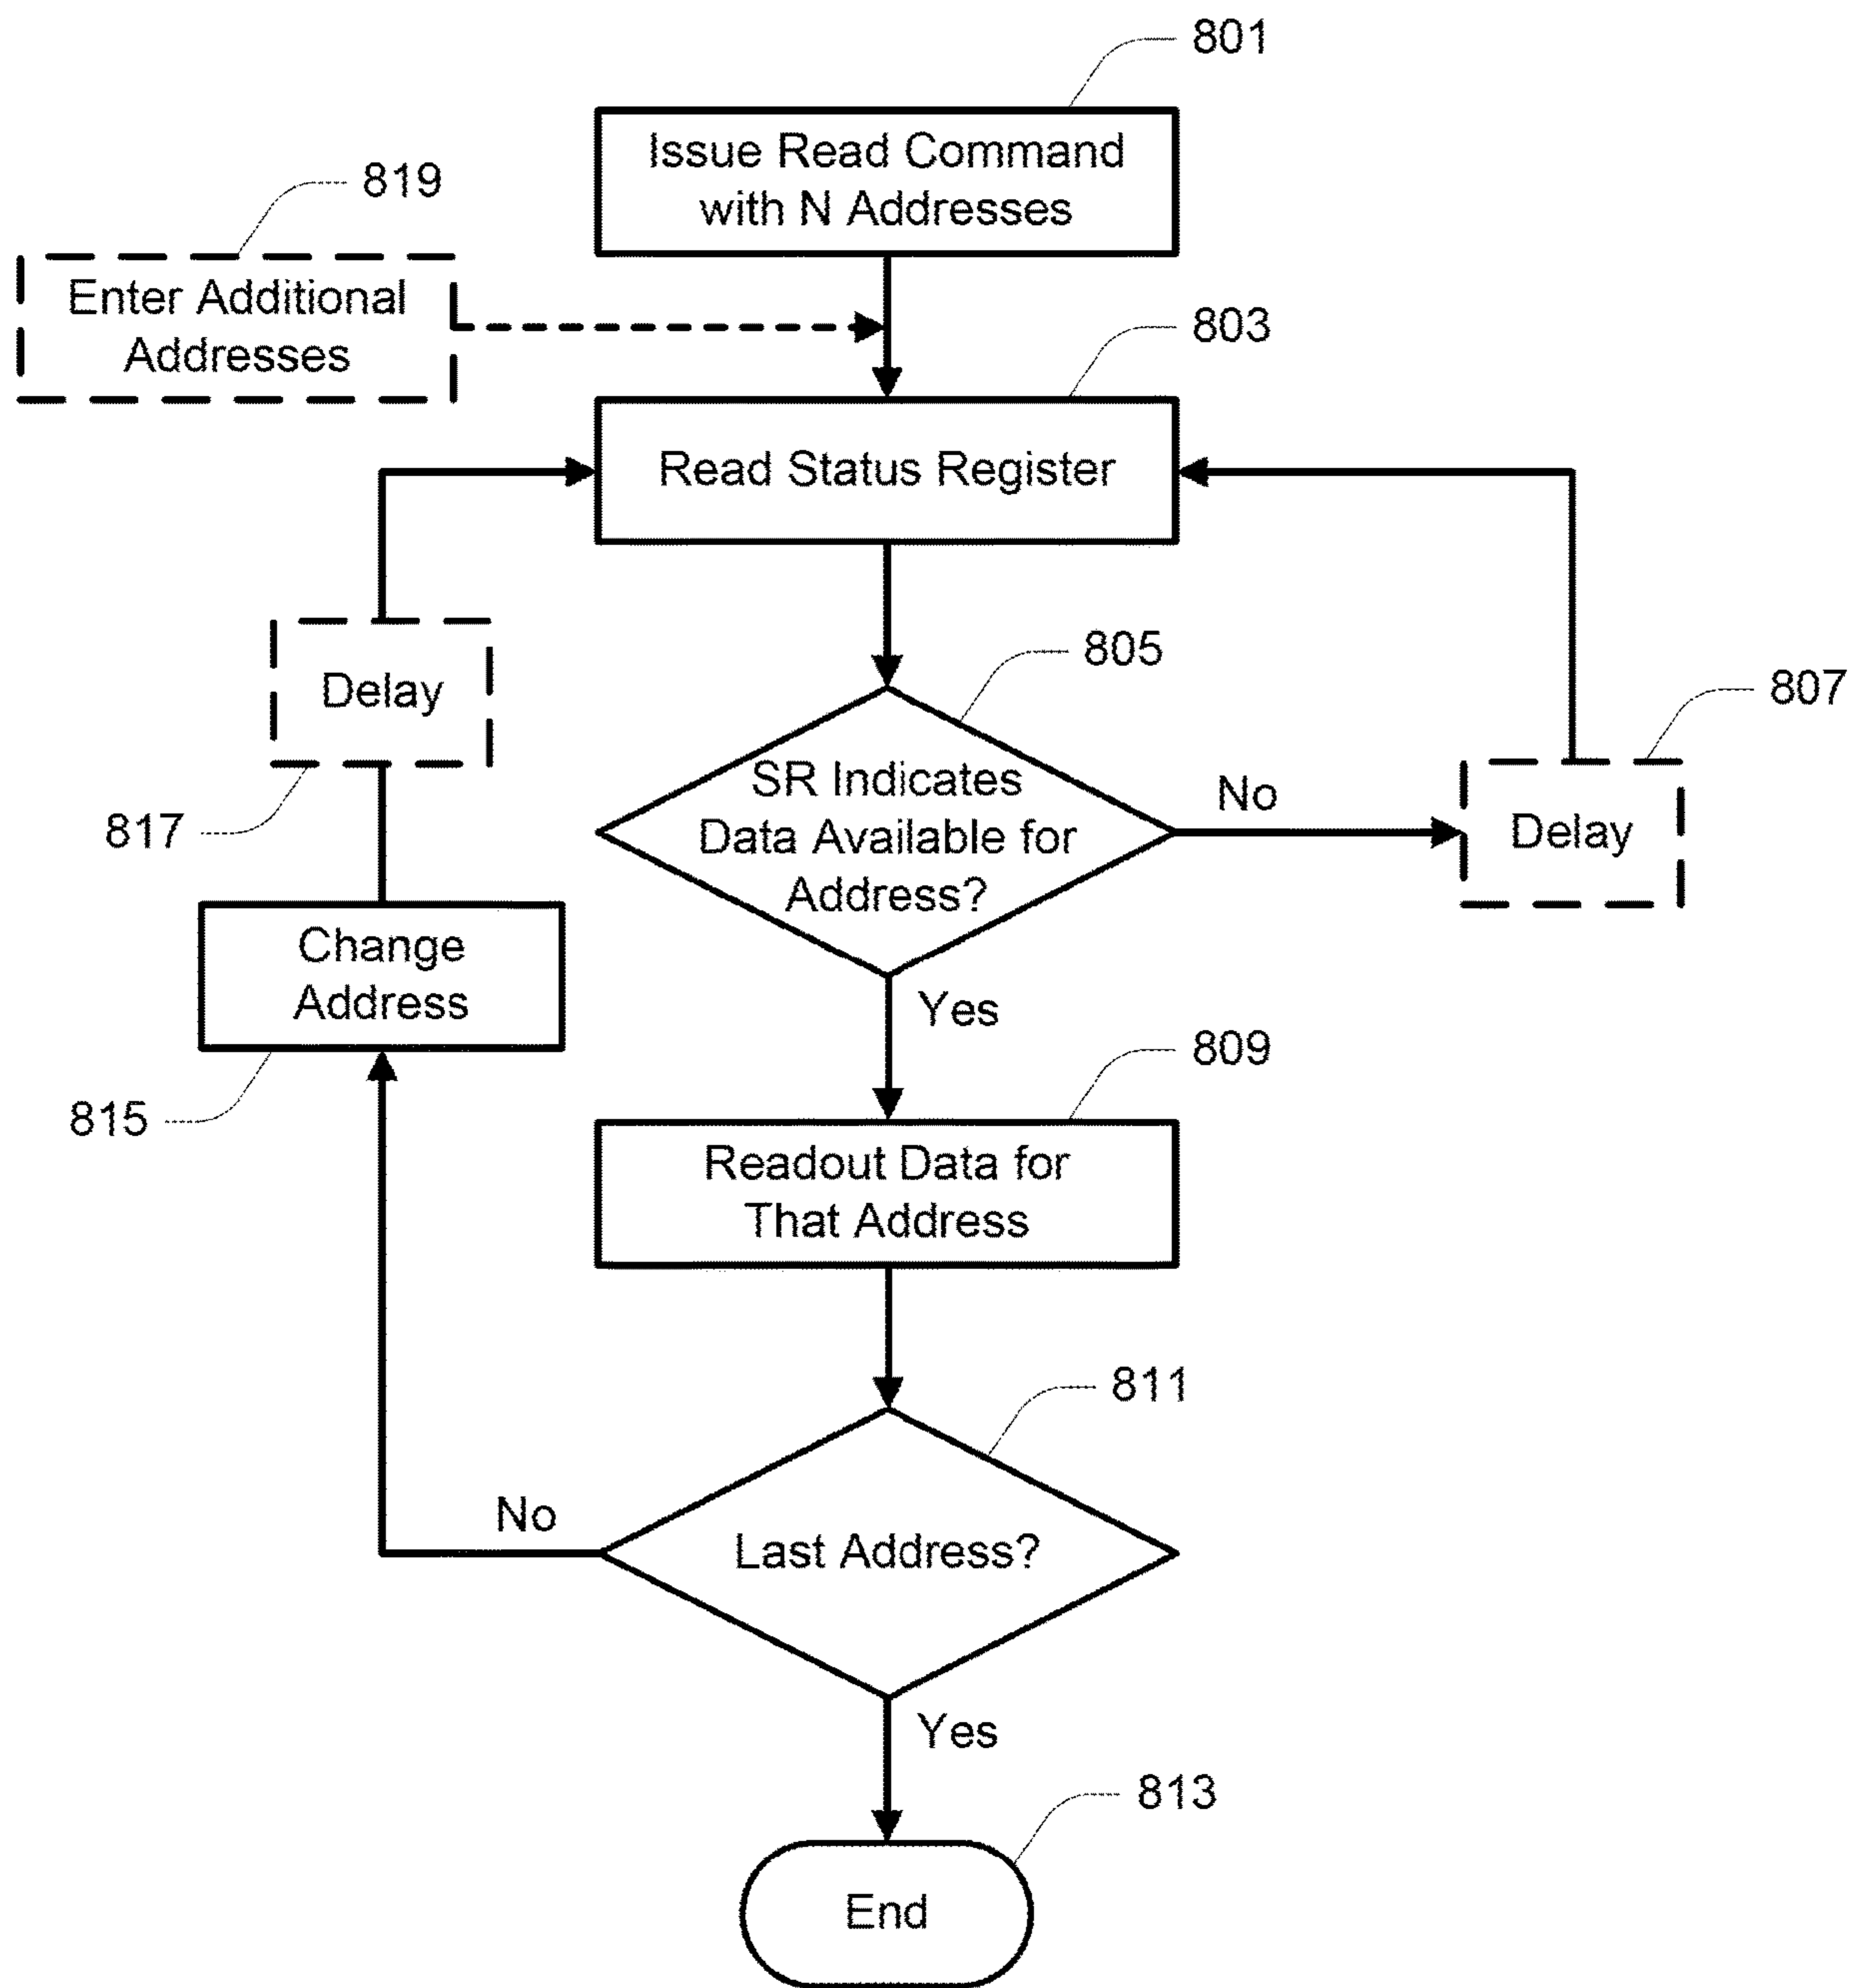 801
Issue Read Command
with N Addresses
819
Enter Additional
Addresses
803
Read Status Register
805
807
Delay
817
SR Indicates
Data Available for
Address?
No
Delay
Change
Address
815
Yes
809
Readout Data for
That Address
811
No
Last Address?
Yes
813
End